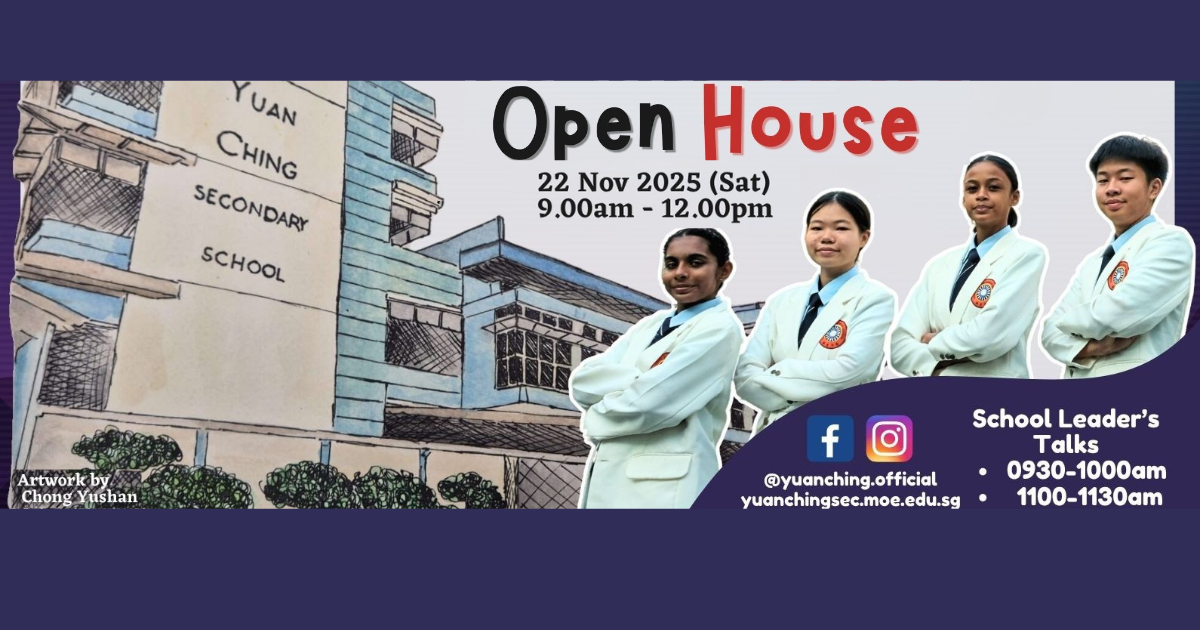 YUAN
CHING
SECONDARY
SCHOOL
Open House
22 Nov 2025 (Sat)
9.00am - 12.00pm
Artwork by
Chong Yushan
@yuanching.official
yuanchingsec.moe.edu.sg
School Leader's
Talks
• 0930-1000am
• 1100-1130am